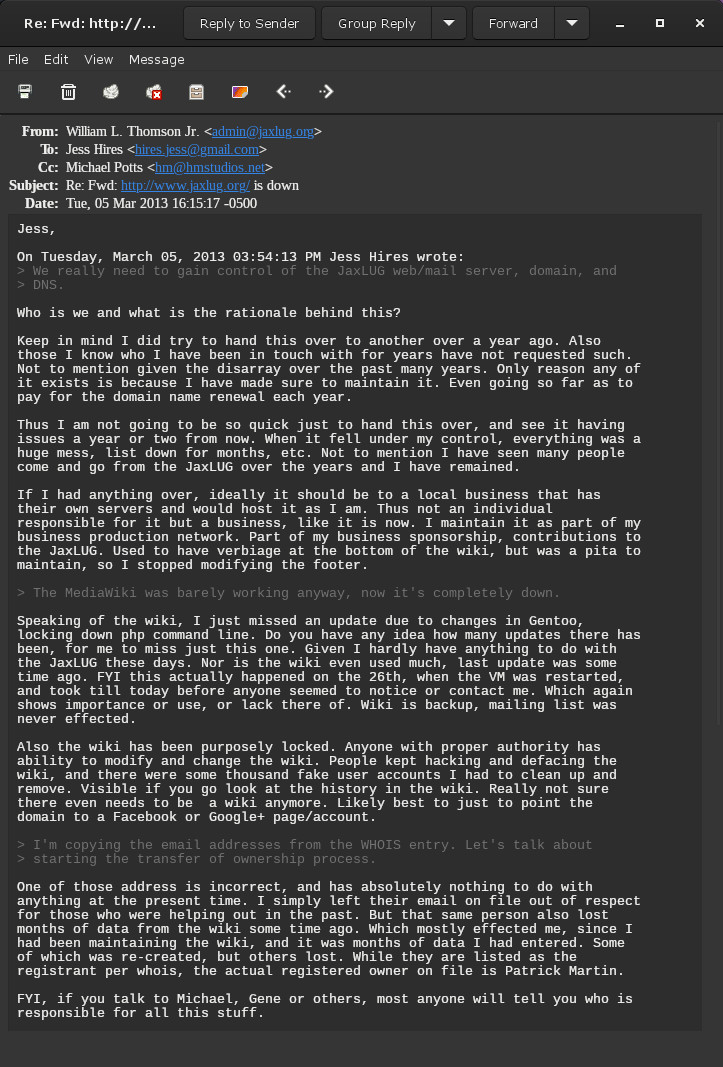 Re: Fwd: http://... Reply to Sender Group Reply Forward
File Edit View Message
From: William L. Thomson Jr. <admin@jaxlug.org>
To: Jess Hires <hires.jess@gmail.com>
Cc: Michael Potts <hm@hmstudios.net>
Subject: Re: Fwd: http://www.jaxlug.org/ is down
Date: Tue, 05 Mar 2013 16:15:17 -0500
Jess,
On Tuesday, March 05, 2013 03:54:13 PM Jess Hires wrote:
> We really need to gain control of the JaxLUG web/mail server, domain, and
> DNS.
Who is we and what is the rationale behind this?
Keep in mind I did try to hand this over to another over a year ago. Also
those I know who I have been in touch with for years have not requested such.
Not to mention given the disarray over the past many years. Only reason any of
it exists is because I have made sure to maintain it. Even going so far as to
pay for the domain name renewal each year.
Thus I am not going to be so quick just to hand this over, and see it having
issues a year or two from now. When it fell under my control, everything was a
huge mess, list down for months, etc. Not to mention I have seen many people
come and go from the JaxLUG over the years and I have remained.
If I had anything over, ideally it should be to a local business that has
their own servers and would host it as I am. Thus not an individual
responsible for it but a business, like it is now. I maintain it as part of my
business production network. Part of my business sponsorship, contributions to
the JaxLUG. Used to have verbiage at the bottom of the wiki, but was a pita to
maintain, so I stopped modifying the footer.
> The MediaWiki was barely working anyway, now it's completely down.
Speaking of the wiki, I just missed an update due to changes in Gentoo,
locking down php command line. Do you have any idea how many updates there has
been, for me to miss just this one. Given I hardly have anything to do with
the JaxLUG these days. Nor is the wiki even used much, last update was some
time ago. FYI this actually happened on the 26th, when the VM was restarted,
and took till today before anyone seemed to notice or contact me. Which again
shows importance or use, or lack there of. Wiki is backup, mailing list was
never effected.
Also the wiki has been purposely locked. Anyone with proper authority has
ability to modify and change the wiki. People kept hacking and defacing the
wiki, and there were some thousand fake user accounts I had to clean up and
remove. Visible if you go look at the history in the wiki. Really not sure
there even needs to be  a wiki anymore. Likely best to just to point the
domain to a Facebook or Google+ page/account.
> I'm copying the email addresses from the WHOIS entry. Let's talk about
> starting the transfer of ownership process.
One of those address is incorrect, and has absolutely nothing to do with
anything at the present time. I simply left their email on file out of respect
for those who were helping out in the past. But that same person also lost
months of data from the wiki some time ago. Which mostly effected me, since I
had been maintaining the wiki, and it was months of data I had entered. Some
of which was re-created, but others lost. While they are listed as the
registrant per whois, the actual registered owner on file is Patrick Martin.
FYI, if you talk to Michael, Gene or others, most anyone will tell you who is
responsible for all this stuff.